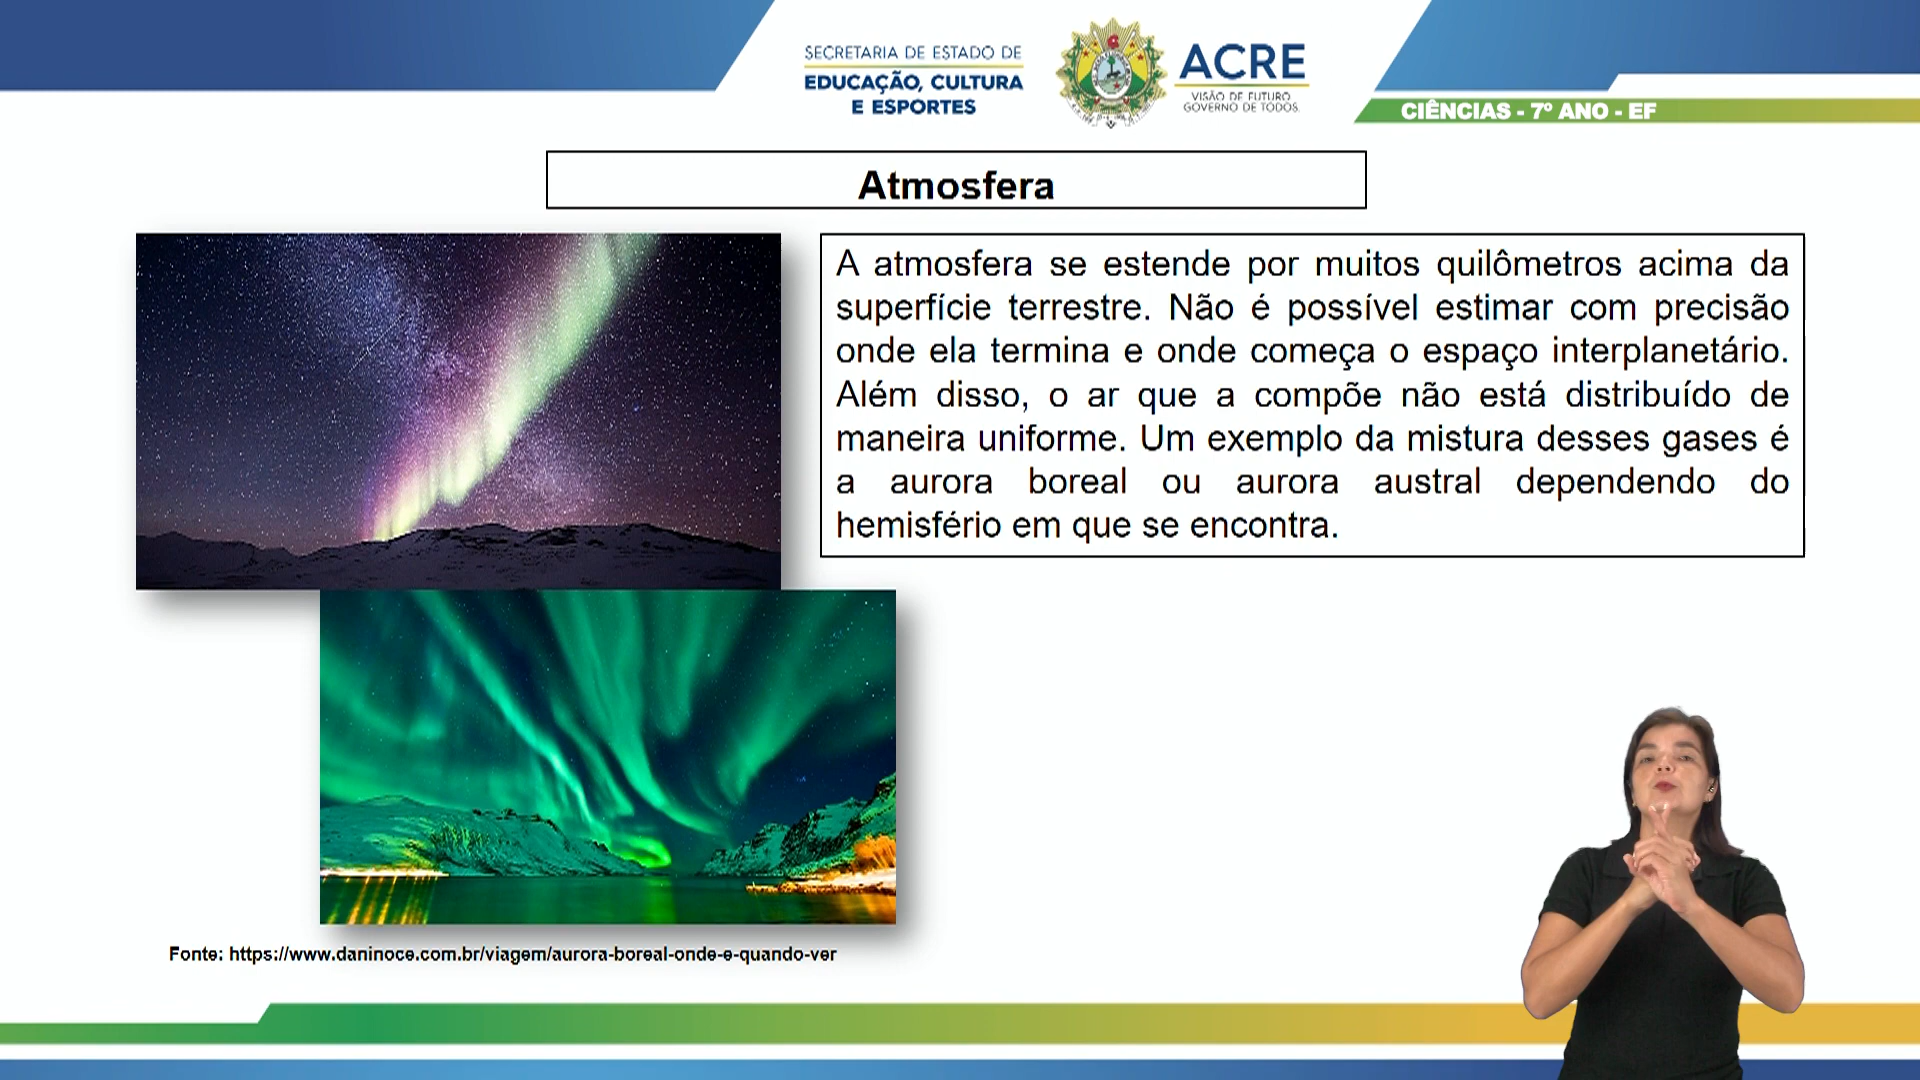 SECRETARIA DE ESTADO DE
EDUCAÇÃO, CULTURA
E ESPORTES
ACRE
VISÃO DE FUTURO
GOVERNO DE TODOS
CIÊNCIAS - 7º ANO - EF
Atmosfera
A atmosfera se estende por muitos quilômetros acima da
superfície terrestre. Não é possível estimar com precisão
onde ela termina e onde começa o espaço interplanetário.
Além disso, o ar que a compõe não está distribuído de
maneira uniforme. Um exemplo da mistura desses gases é
a aurora boreal ou aurora austral dependendo do
hemisfério em que se encontra.
Fonte: https://www.daninoce.com.br/viagem/aurora-boreal-onde-e-quando-ver